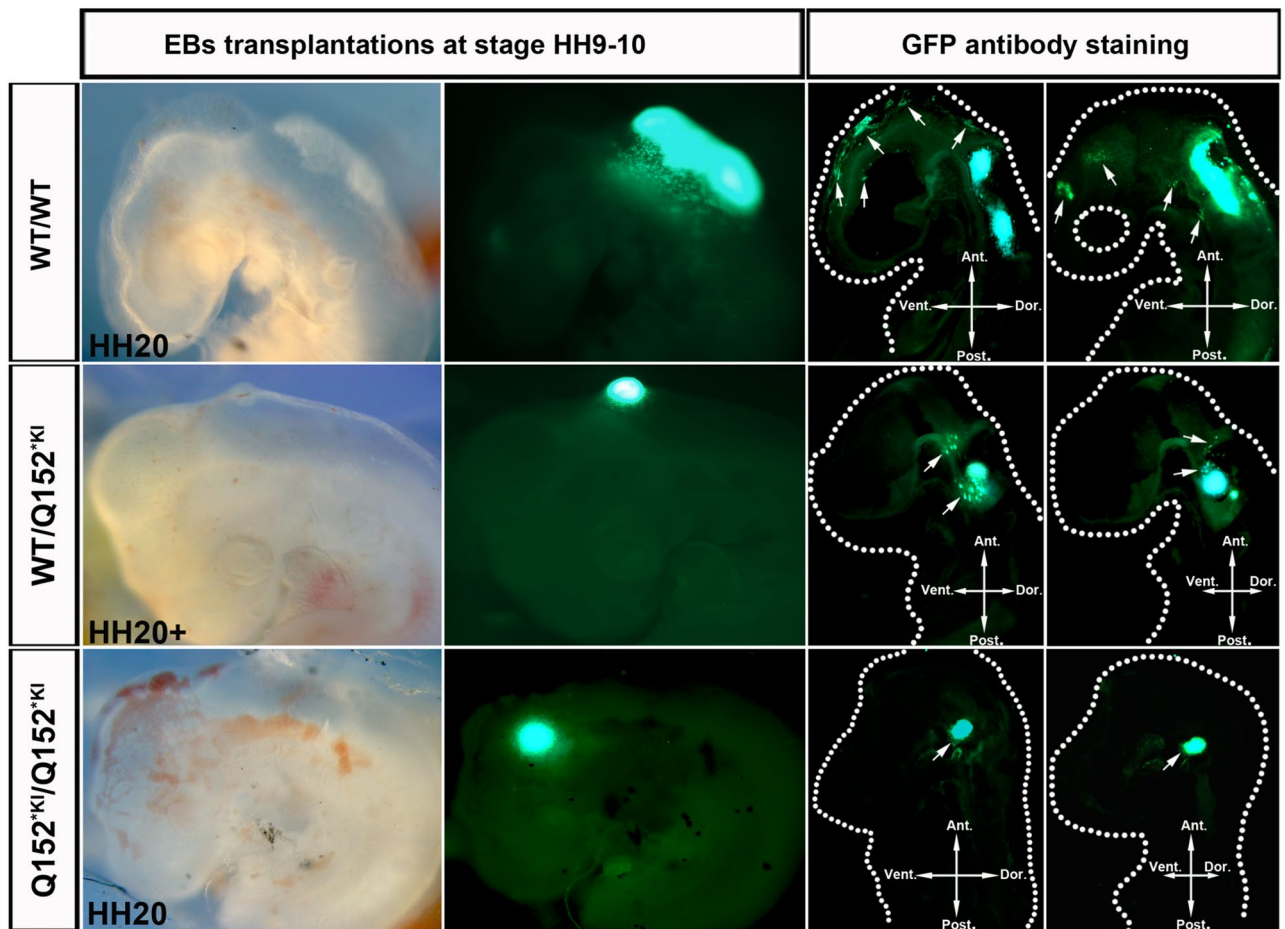 EBs transplantations at stage HH9-10
GFP antibody staining
WT/WT
HH20
Ant.
Vent.
Dor.
Post.
Ant.
Vent.
Dor.
Post.
WT/Q152*KI
HH20+
Ant.
Vent.
Dor.
Post.
Ant.
Vent.
Dor.
Post.
Q152*KI/Q152*KI
HH20
Ant.
Vent.
Dor.
Post.
Ant.
Vent.
Dor.
Post.